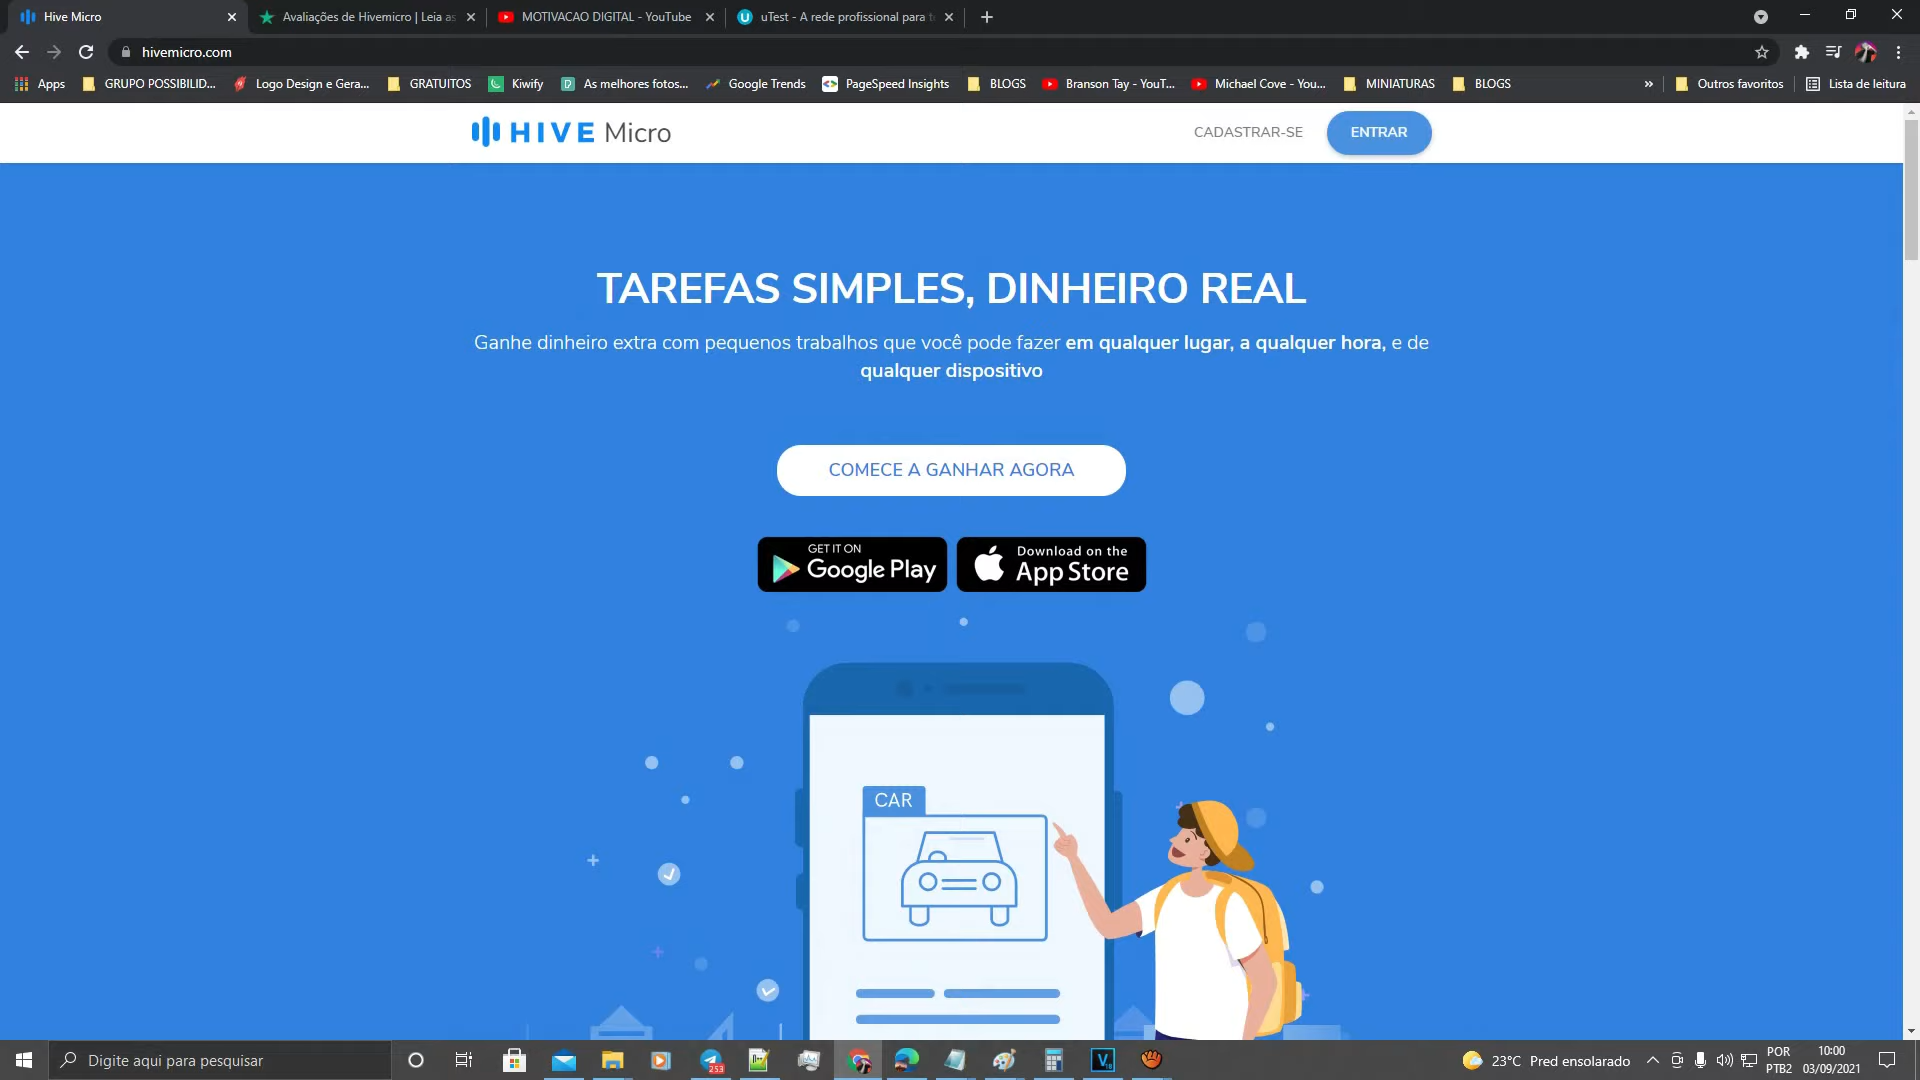 Hive Micro
Avaliações de Hivemicro | Leia as
MOTIVACAO DIGITAL - YouTube
uTest - A rede profissional para t
hivemicro.com
Apps
GRUPO POSSIBILID...
Logo Design e Gera...
GRATUITOS
Kiwify
As melhores fotos...
Google Trends
PageSpeed Insights
BLOGS
Branson Tay - YouT...
Michael Cove - You...
MINIATURAS
BLOGS
»
Outros favoritos
Lista de leitura
HIVE Micro
CADASTRAR-SE
ENTRAR
TAREFAS SIMPLES, DINHEIRO REAL
Ganhe dinheiro extra com pequenos trabalhos que você pode fazer em qualquer lugar, a qualquer hora, e de
qualquer dispositivo
COMECE A GANHAR AGORA
GET IT ON
Google Play
Download on the
App Store
CAR
Digite aqui para pesquisar
253
23°C Pred ensolarado
POR
PTB2
10:00
03/09/2021